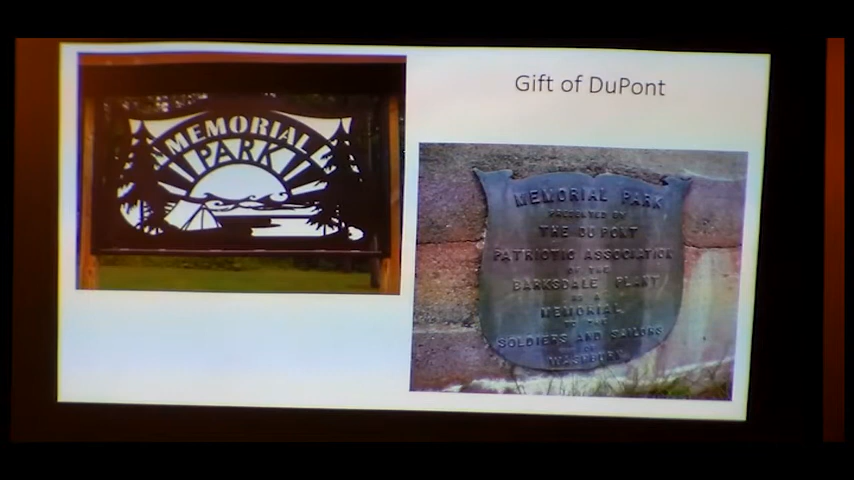 MEMORIAL
PARK
Gift of DuPont
MEMORIAL PARK
PRESENTED BY
THE DU PONT
PATRIOTIC ASSOCIATION
OF THE
BARKSDALE PLANT
AS A
MEMORIAL
TO THE
SOLDIERS AND SAILORS
OF
WASHBURN